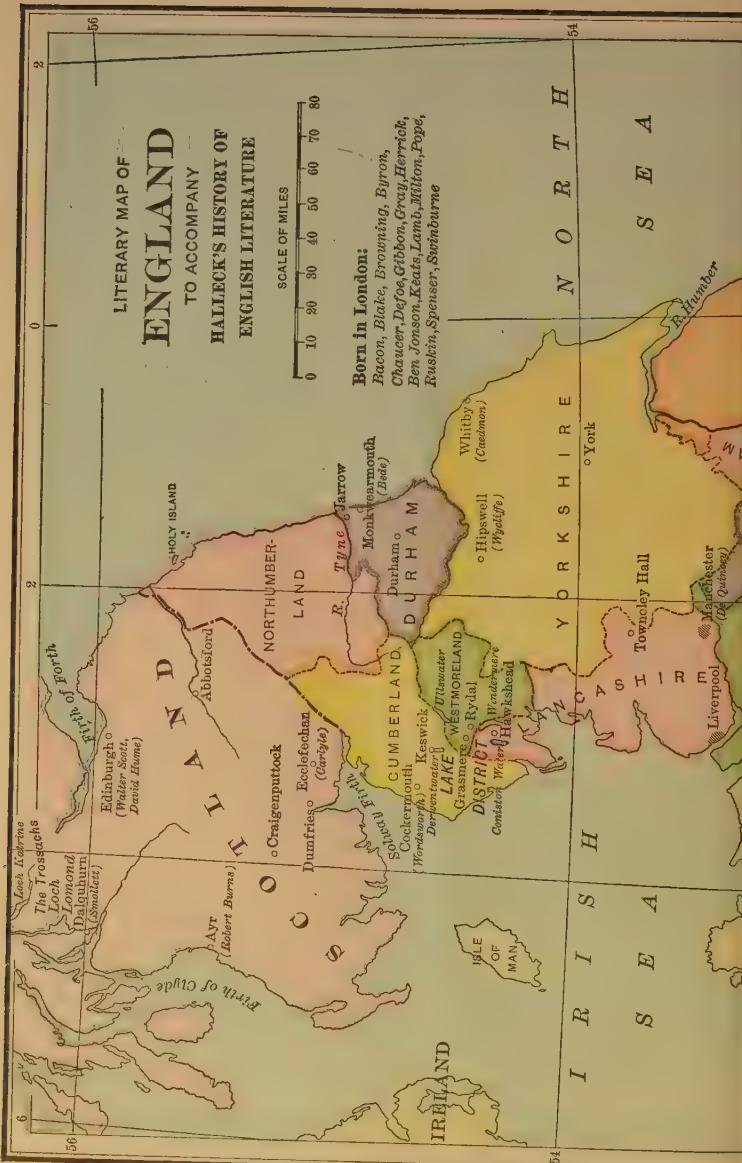 LITERARY MAP OF
ENGLAND
TO ACCOMPANY
HALLECK'S HISTORY OF
ENGLISH LITERATURE
SCALE OF MILES
0 10 20 30 40 50 60 70 80
Born in London:
Bacon, Blake, Browning, Byron,
Chaucer, Defoe, Gibbon, Gray, Herrick,
Ben Jonson, Keats, Lamb, Milton, Pope,
Ruskin, Spenser, Swinburne
6
2
0
2
56
56
54
54
Loch Katrine
The Trossachs
Loch
Lomond
Dalquhurn
(Smollett)
Firth of Forth
Edinburgh
(Walter Scott,
David Hume)
HOLY ISLAND
Abbotsford
SCOTLAND
Ayr
(Robert Burns)
Firth of Clyde
Craigenputtock
Dumfries
Ecclefechan
(Carlyle)
Solway Firth
NORTHUMBER-
LAND
R. Tyne
Jarrow
Monkwearmouth
(Bede)
Durham
DURHAM
CUMBERLAND
Cockermouth
(Wordsworth)
Keswick
Derwentwater
Ullswater
WESTMORELAND
LAKE
DISTRICT
Grasmere
Rydal
Windermere
Coniston Water
Hawkshead
Whitby
(Caedmon)
Hipswell
(Wycliffe)
YORKSHIRE
York
R. Humber
Townoley Hall
LANCASHIRE
Manchester
(De Quincey)
Liverpool
ISLE
OF
MAN
IRELAND
IRISH
SEA
NORTH
SEA